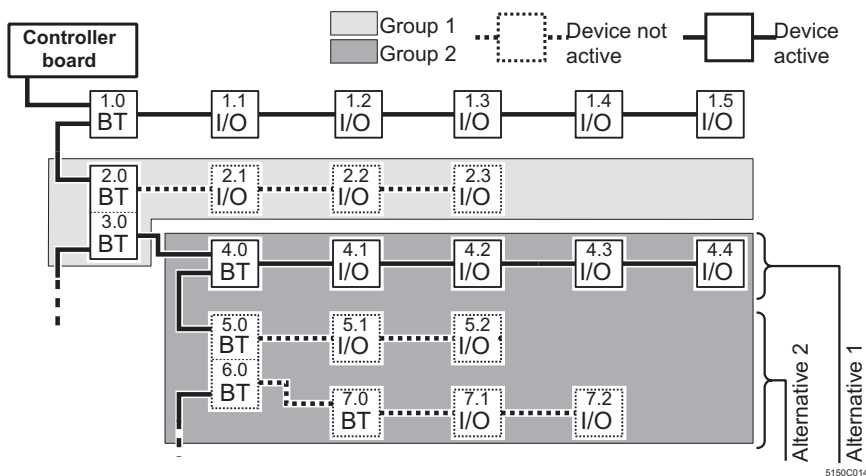 Controller
board
Group 1
Group 2
Device not
active
Device
active
1.0
BT
1.1
I/O
1.2
I/O
1.3
I/O
1.4
I/O
1.5
I/O
2.0
BT
2.1
I/O
2.2
I/O
2.3
I/O
3.0
BT
4.0
BT
4.1
I/O
4.2
I/O
4.3
I/O
4.4
I/O
5.0
BT
5.1
I/O
5.2
I/O
6.0
BT
7.0
BT
7.1
I/O
7.2
I/O
Alternative 2
Alternative 1
5150C014